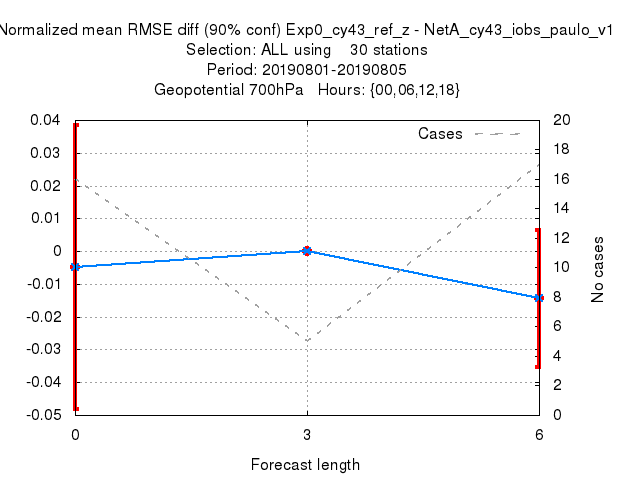 Normalized mean RMSE diff (90% conf) Exp0_cy43_ref_z - NetA_cy43_iobs_paulo_v1
Selection: ALL using 30 stations
Period: 20190801-20190805
Geopotential 700hPa Hours: {00,06,12,18}
Cases
0.04
0.03
0.02
0.01
0
-0.01
-0.02
-0.03
-0.04
-0.05
20
18
16
14
12
10
8
6
4
2
0
No cases
0 3 6
Forecast length